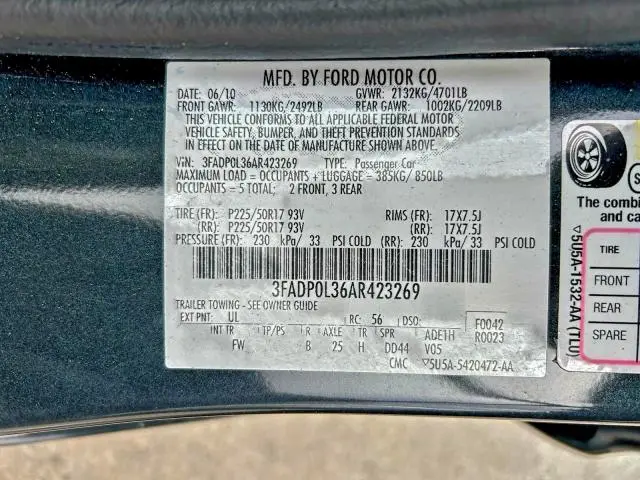 MFD. BY FORD MOTOR CO.
DATE: 06/10 GVWR: 2132KG/4701LB
FRONT GAWR: 1130KG/2492LB REAR GAWR: 1002KG/2209LB
THIS VEHICLE CONFORMS TO ALL APPLICABLE FEDERAL MOTOR
VEHICLE SAFETY, BUMPER, AND THEFT PREVENTION STANDARDS
IN EFFECT ON THE DATE OF MANUFACTURE SHOWN ABOVE.
VIN: 3FADP0L36AR423269 TYPE: Passenger Car
MAXIMUM LOAD = OCCUPANTS + LUGGAGE = 385KG/ 850LB
OCCUPANTS = 5 TOTAL: 2 FRONT, 3 REAR
TIRE (FR): P225/50R17 93V RIMS (FR): 17X7.5J
(RR): P225/50R17 93V (RR): 17X7.5J
PRESSURE (FR): 230 kPa/ 33 PSI COLD (RR): 230 kPa/ 33 PSI COLD
3FADP0L36AR423269
TRAILER TOWING - SEE OWNER GUIDE
EXT PNT: UL RC: 56 DSO: F0042
INT TR TP/PS R AXLE TR SPR ADETH R0023
FW B 25 H DD44 V05
CMC ▽5U5A-5420472-AA
S
The combin
and ca
TIRE
FRONT
REAR
SPARE
▽5U5A-1532-AA (TL0)